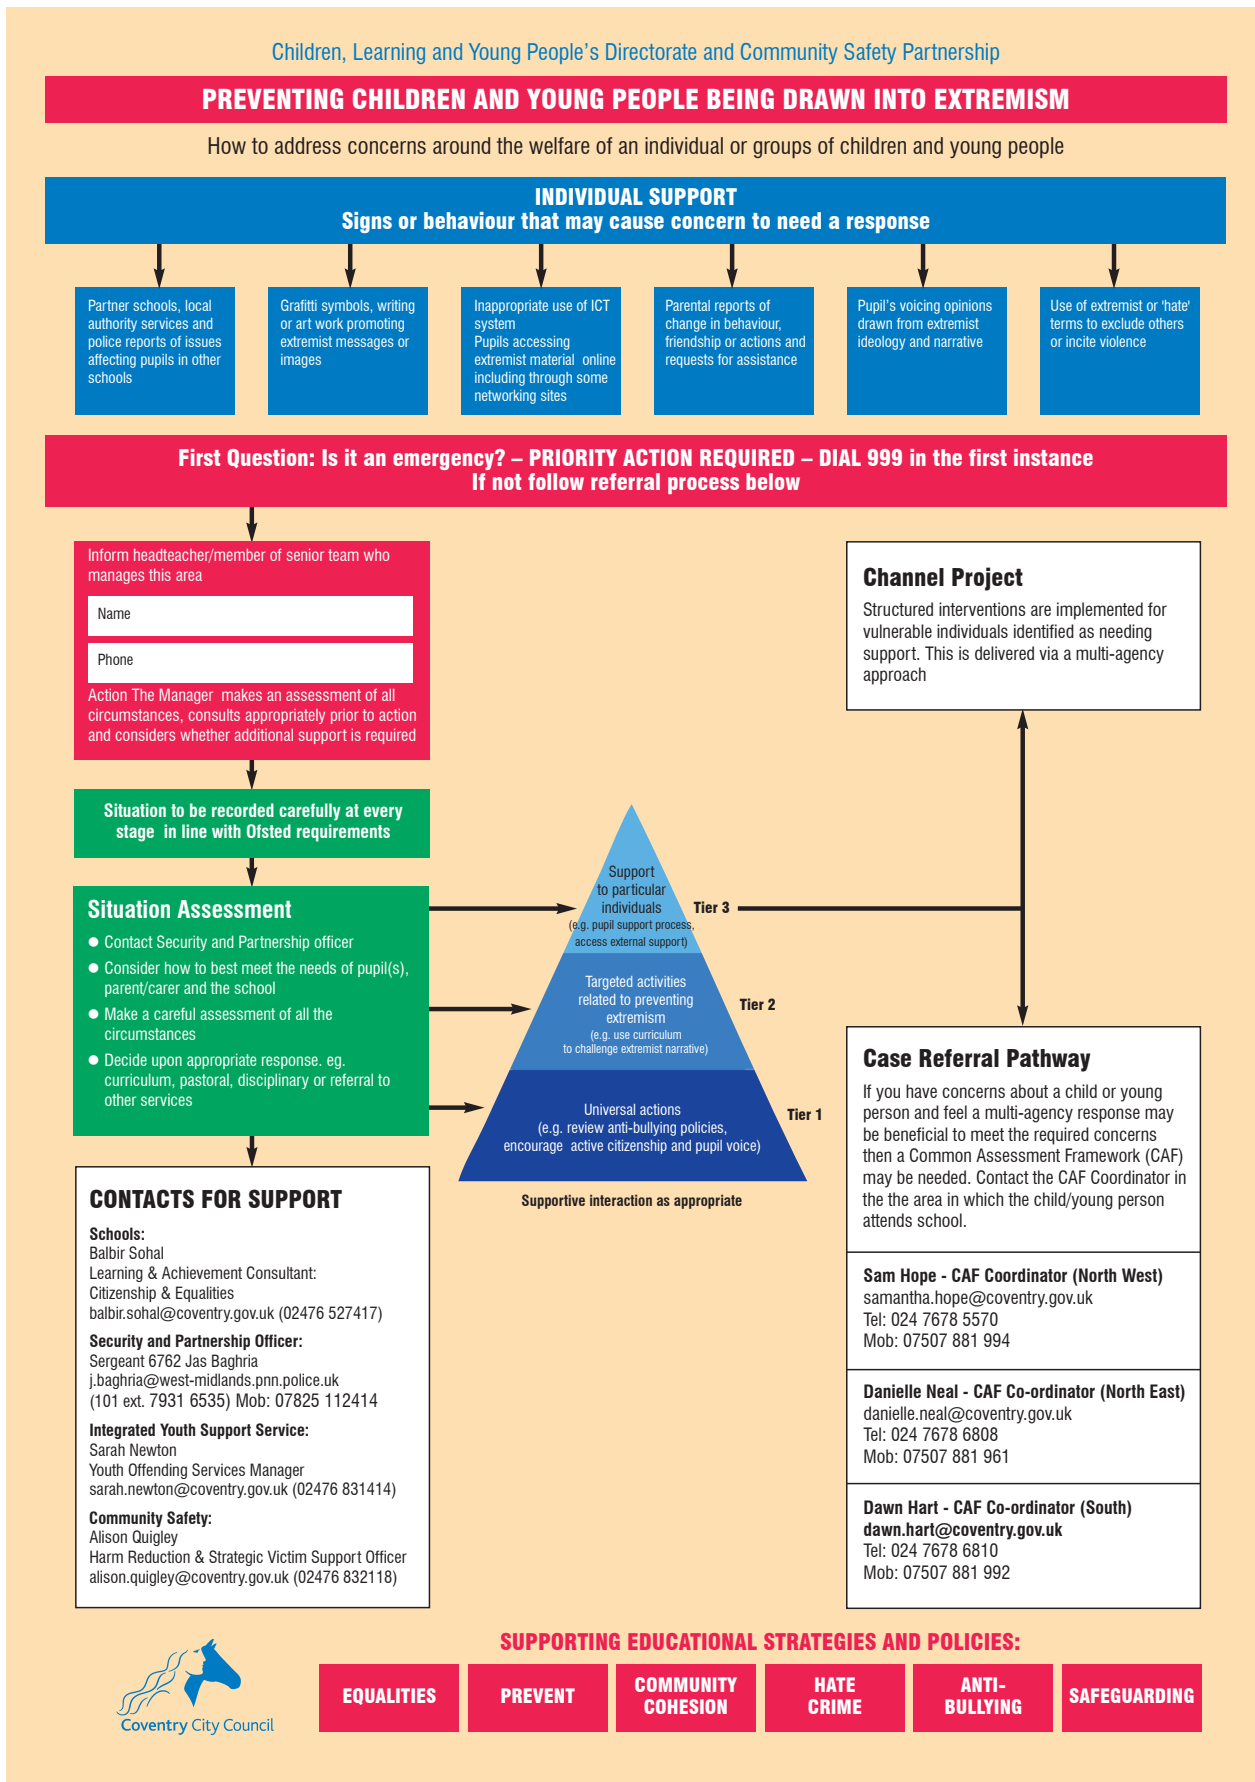 Children, Learning and Young People's Directorate and Community Safety Partnership
PREVENTING CHILDREN AND YOUNG PEOPLE BEING DRAWN INTO EXTREMISM
How to address concerns around the welfare of an individual or groups of children and young people
INDIVIDUAL SUPPORT
Signs or behaviour that may cause concern to need a response
Partner schools, local
authority services and
police reports of issues
affecting pupils in other
schools
Grafitti symbols, writing
or art work promoting
extremist messages or
images
Inappropriate use of ICT
system
Pupils accessing
extremist material online
including through some
networking sites
Parental reports of
change in behaviour,
friendship or actions and
requests for assistance
Pupil's voicing opinions
drawn from extremist
ideology and narrative
Use of extremist or 'hate'
terms to exclude others
or incite violence
First Question: Is it an emergency? – PRIORITY ACTION REQUIRED – DIAL 999 in the first instance
If not follow referral process below
Inform headteacher/member of senior team who
manages this area
Name
Phone
Action The Manager makes an assessment of all
circumstances, consults appropriately prior to action
and considers whether additional support is required
Situation to be recorded carefully at every
stage in line with Ofsted requirements
Situation Assessment
● Contact Security and Partnership officer
● Consider how to best meet the needs of pupil(s),
parent/carer and the school
● Make a careful assessment of all the
circumstances
● Decide upon appropriate response. eg.
curriculum, pastoral, disciplinary or referral to
other services
Support
to particular
individuals
(e.g. pupil support process,
access external support)
Tier 3
Targeted activities
related to preventing
extremism
(e.g. use curriculum
to challenge extremist narrative)
Tier 2
Universal actions
(e.g. review anti-bullying policies,
encourage active citizenship and pupil voice)
Tier 1
Supportive interaction as appropriate
Channel Project
Structured interventions are implemented for
vulnerable individuals identified as needing
support. This is delivered via a multi-agency
approach
Case Referral Pathway
If you have concerns about a child or young
person and feel a multi-agency response may
be beneficial to meet the required concerns
then a Common Assessment Framework (CAF)
may be needed. Contact the CAF Coordinator in
the the area in which the child/young person
attends school.
Sam Hope - CAF Coordinator (North West)
samantha.hope@coventry.gov.uk
Tel: 024 7678 5570
Mob: 07507 881 994
Danielle Neal - CAF Co-ordinator (North East)
danielle.neal@coventry.gov.uk
Tel: 024 7678 6808
Mob: 07507 881 961
Dawn Hart - CAF Co-ordinator (South)
dawn.hart@coventry.gov.uk
Tel: 024 7678 6810
Mob: 07507 881 992
CONTACTS FOR SUPPORT
Schools:
Balbir Sohal
Learning & Achievement Consultant:
Citizenship & Equalities
balbir.sohal@coventry.gov.uk (02476 527417)
Security and Partnership Officer:
Sergeant 6762 Jas Baghria
j.baghria@west-midlands.pnn.police.uk
(101 ext. 7931 6535) Mob: 07825 112414
Integrated Youth Support Service:
Sarah Newton
Youth Offending Services Manager
sarah.newton@coventry.gov.uk (02476 831414)
Community Safety:
Alison Quigley
Harm Reduction & Strategic Victim Support Officer
alison.quigley@coventry.gov.uk (02476 832118)
Coventry City Council
SUPPORTING EDUCATIONAL STRATEGIES AND POLICIES:
EQUALITIES
PREVENT
COMMUNITY
COHESION
HATE
CRIME
ANTI-
BULLYING
SAFEGUARDING